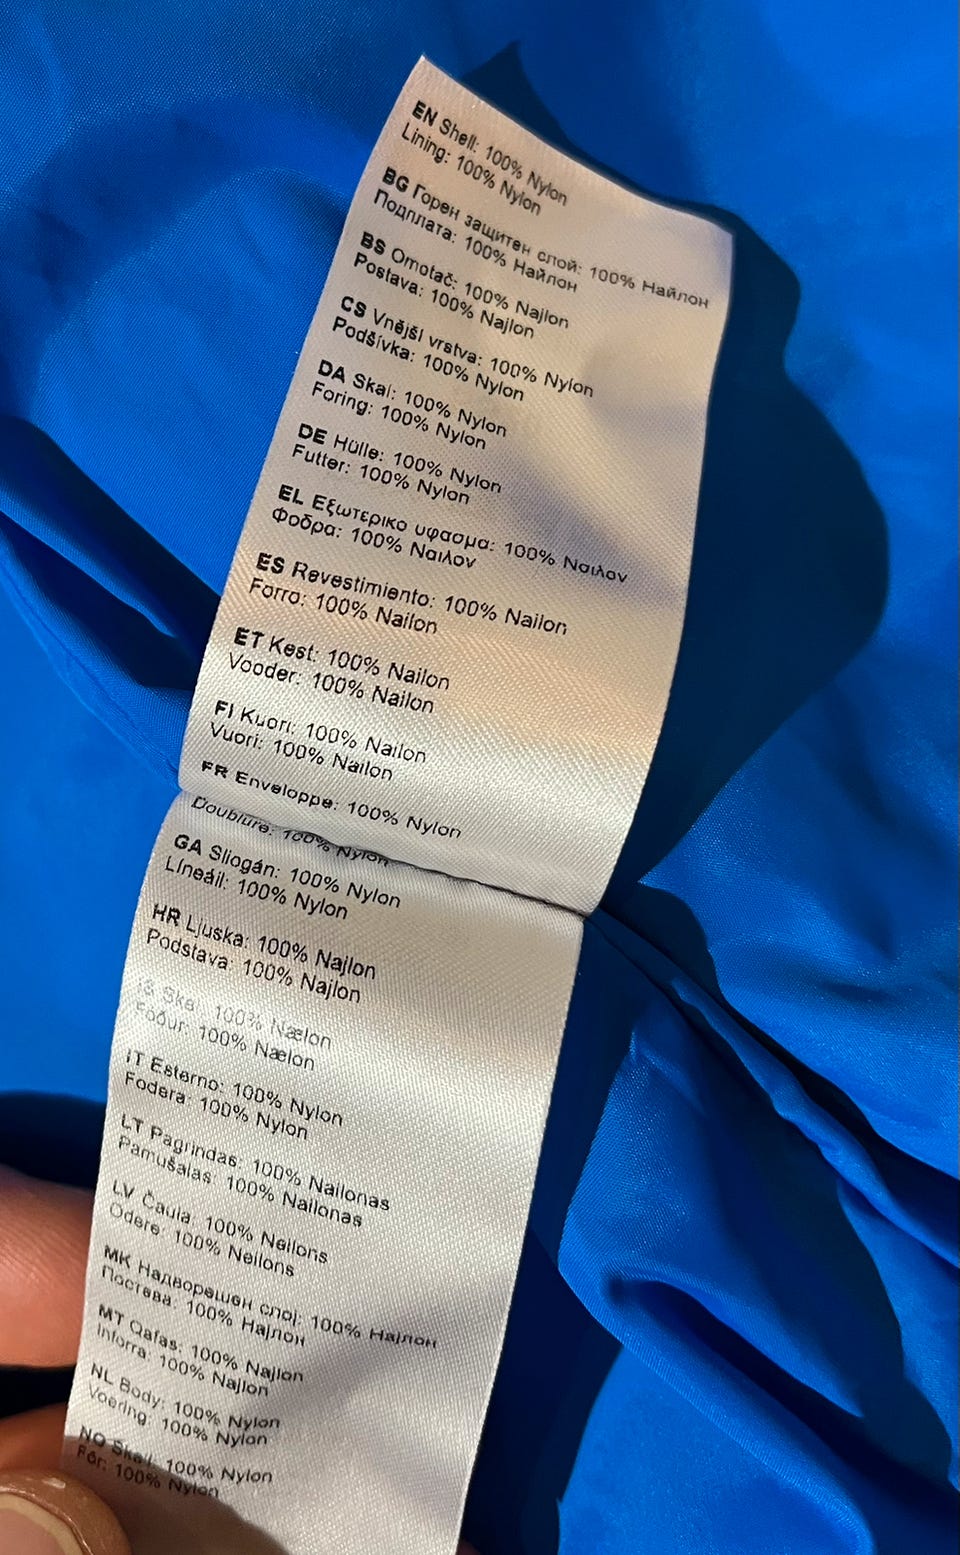 EN Shell: 100% Nylon
Lining: 100% Nylon
BG Горен защитен слой: 100% Найлон
Подплата: 100% Найлон
BS Omotač: 100% Najlon
Postava: 100% Najlon
CS Vnější vrstva: 100% Nylon
Podšívka: 100% Nylon
DA Skal: 100% Nylon
Foring: 100% Nylon
DE Hülle: 100% Nylon
Futter: 100% Nylon
EL Εξωτερικο υφασμα: 100% Ναιλον
Φοδρα: 100% Ναιλον
ES Revestimiento: 100% Nailon
Forro: 100% Nailon
ET Kest: 100% Nailon
Vooder: 100% Nailon
FI Kuori: 100% Nailon
Vuori: 100% Nailon
FR Enveloppe: 100% Nylon
Doublure: 100% Nylon
GA Sliogán: 100% Nylon
Líneáil: 100% Nylon
HR Ljuska: 100% Najlon
Podstava: 100% Najlon
IS Skel: 100% Nælon
Fóður: 100% Nælon
IT Esterno: 100% Nylon
Fodera: 100% Nylon
LT Pagrindas: 100% Nailonas
Pamušalas: 100% Nailonas
LV Čaula: 100% Neilons
Odere: 100% Neilons
MK Надворешен слој: 100% Најлон
Постава: 100% Најлон
MT Qafas: 100% Najlon
Inforra: 100% Najlon
NL Body: 100% Nylon
Voering: 100% Nylon
NO Skall: 100% Nylon
Fôr: 100% Nylon